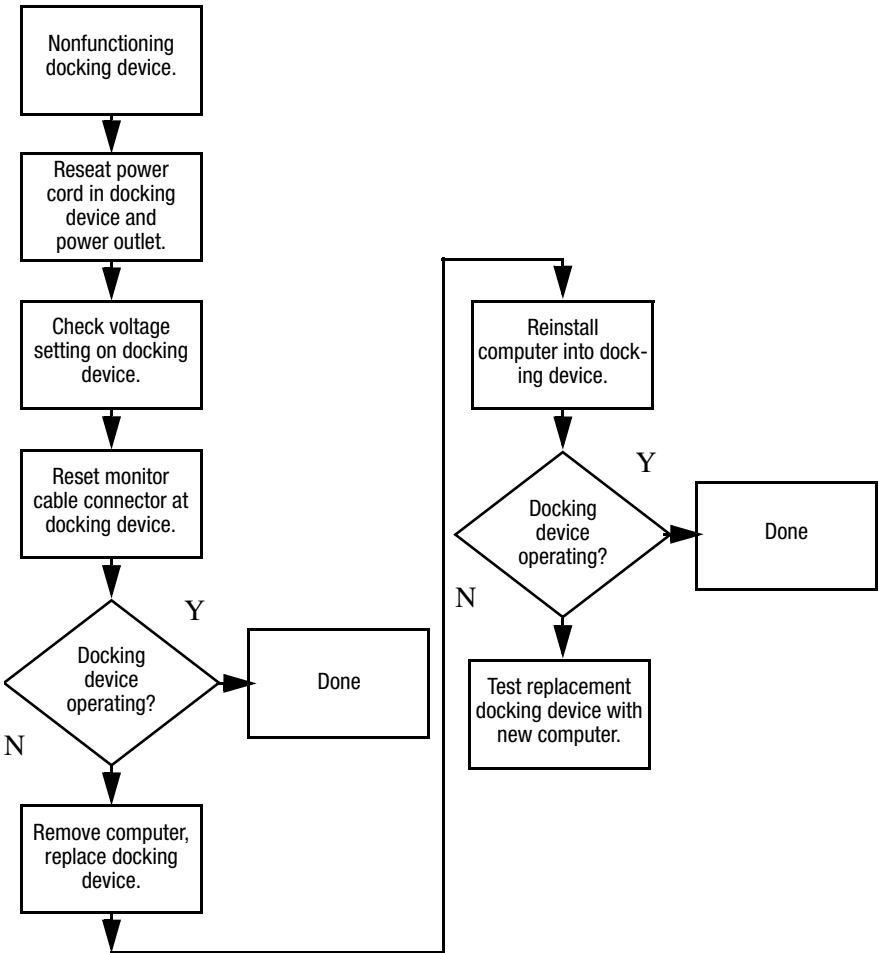 Nonfunctioning
docking device.
Reseat power
cord in docking
device and
power outlet.
Check voltage
setting on docking
device.
Reset monitor
cable connector at
docking device.
Y
Docking
device
operating?
Done
N
Remove computer,
replace docking
device.
Reinstall
computer into dock-
ing device.
Y
Docking
device
operating?
Done
N
Test replacement
docking device with
new computer.